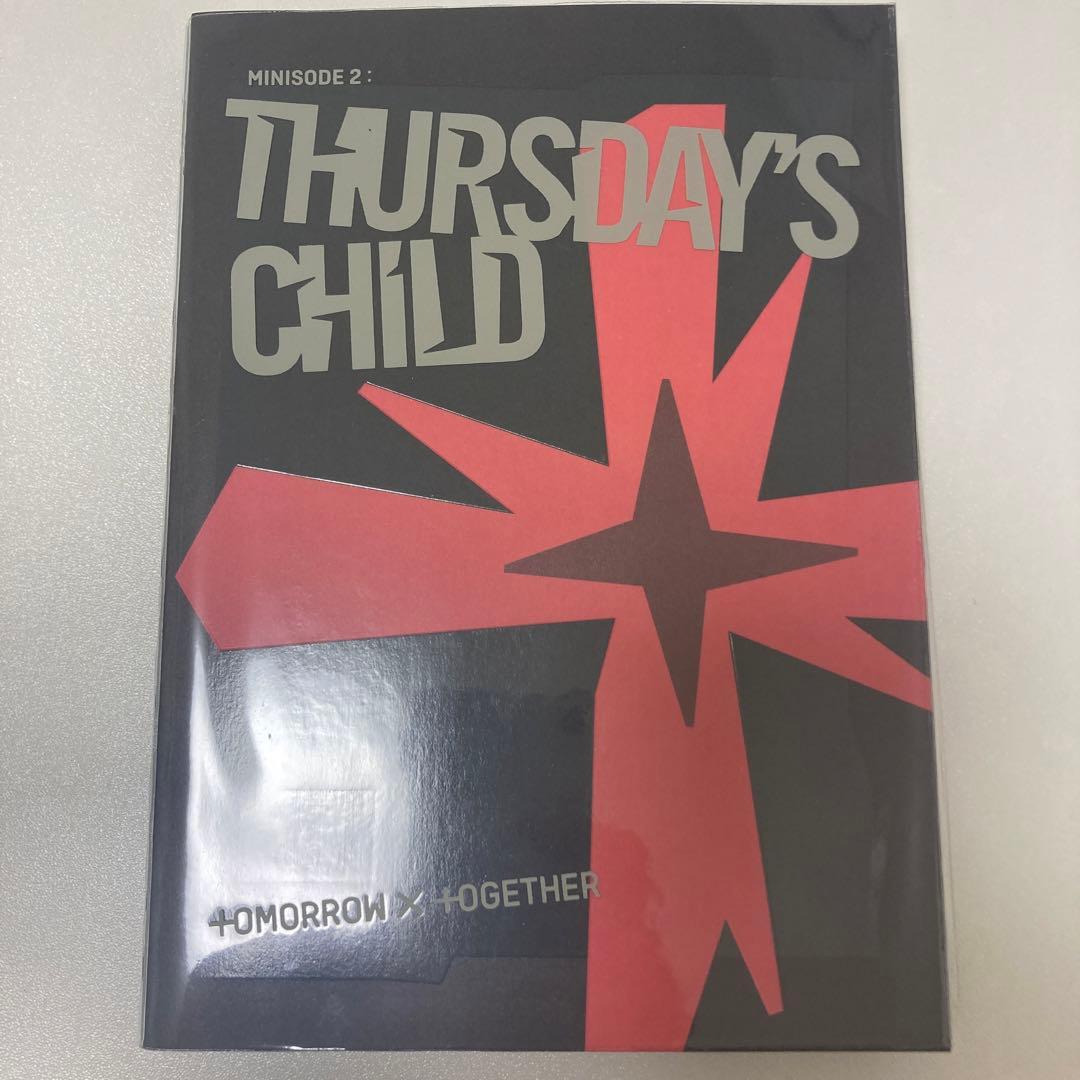 MINISODE 2:
THURSDAY'S
CHiLD
tOMORROW × tOGETHER